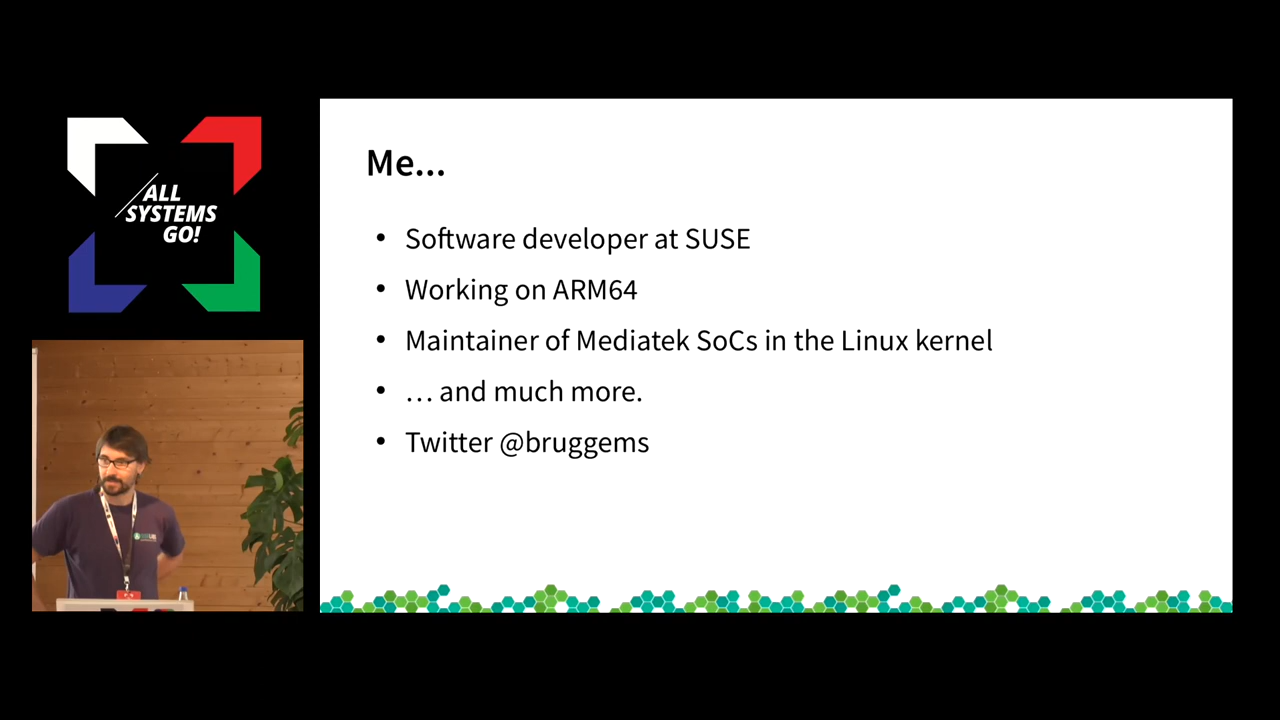 ALL
SYSTEMS
GO!
Me...
Software developer at SUSE
Working on ARM64
Maintainer of Mediatek SoCs in the Linux kernel
... and much more.
Twitter @bruggems